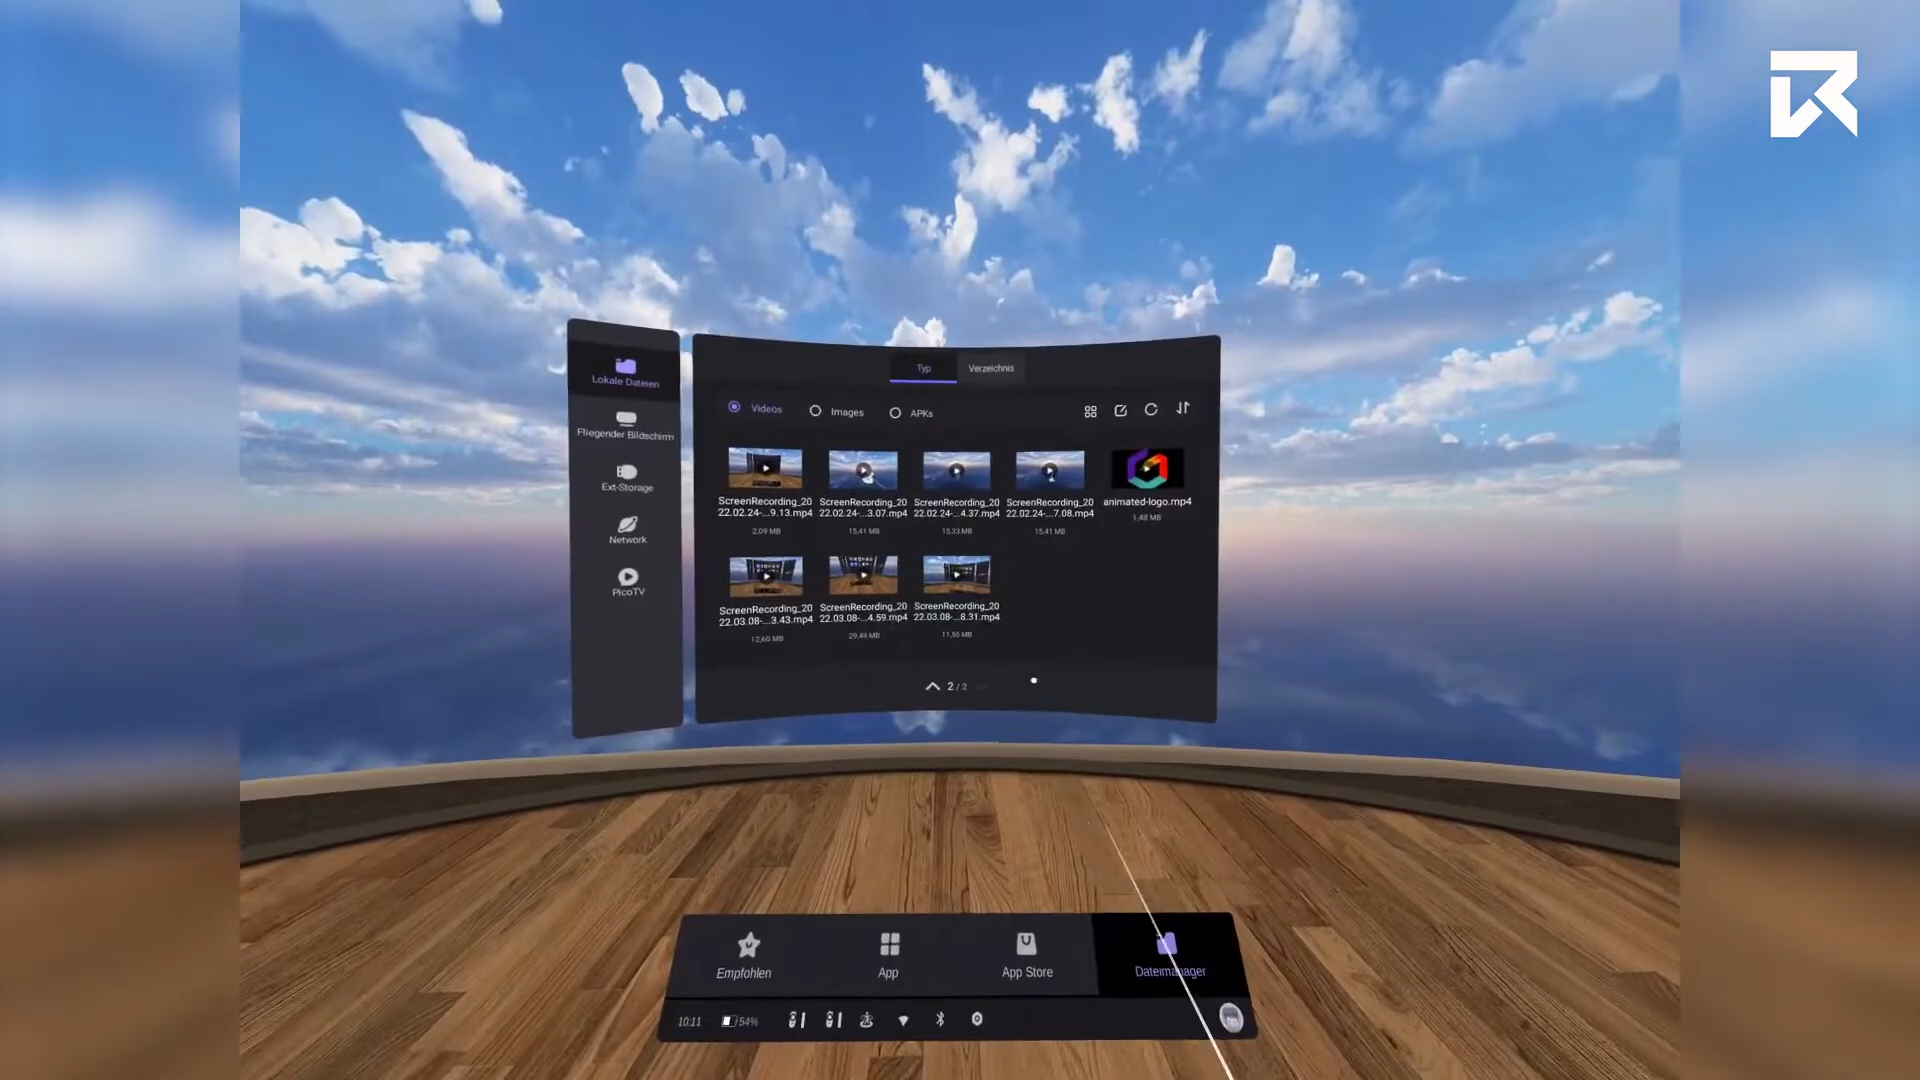 Lokale Dateien
Fliegender Bildschirm
Ext-Storage
Network
PicoTV
Typ
Verzeichnis
Videos
Images
APKs
ScreenRecording_20
22.02.24-...9.13.mp4
2,09 MB
ScreenRecording_20
22.02.24-...3.07.mp4
15,41 MB
ScreenRecording_20
22.02.24-...4.37.mp4
15,33 MB
ScreenRecording_20
22.02.24-...7.08.mp4
15,41 MB
animated-logo.mp4
1,48 MB
ScreenRecording_20
22.03.08-...3.43.mp4
12,60 MB
ScreenRecording_20
22.03.08-...4.59.mp4
29,49 MB
ScreenRecording_20
22.03.08-...8.31.mp4
11,56 MB
2 / 2
Empfohlen
App
App Store
Dateimanager
10:11
54%